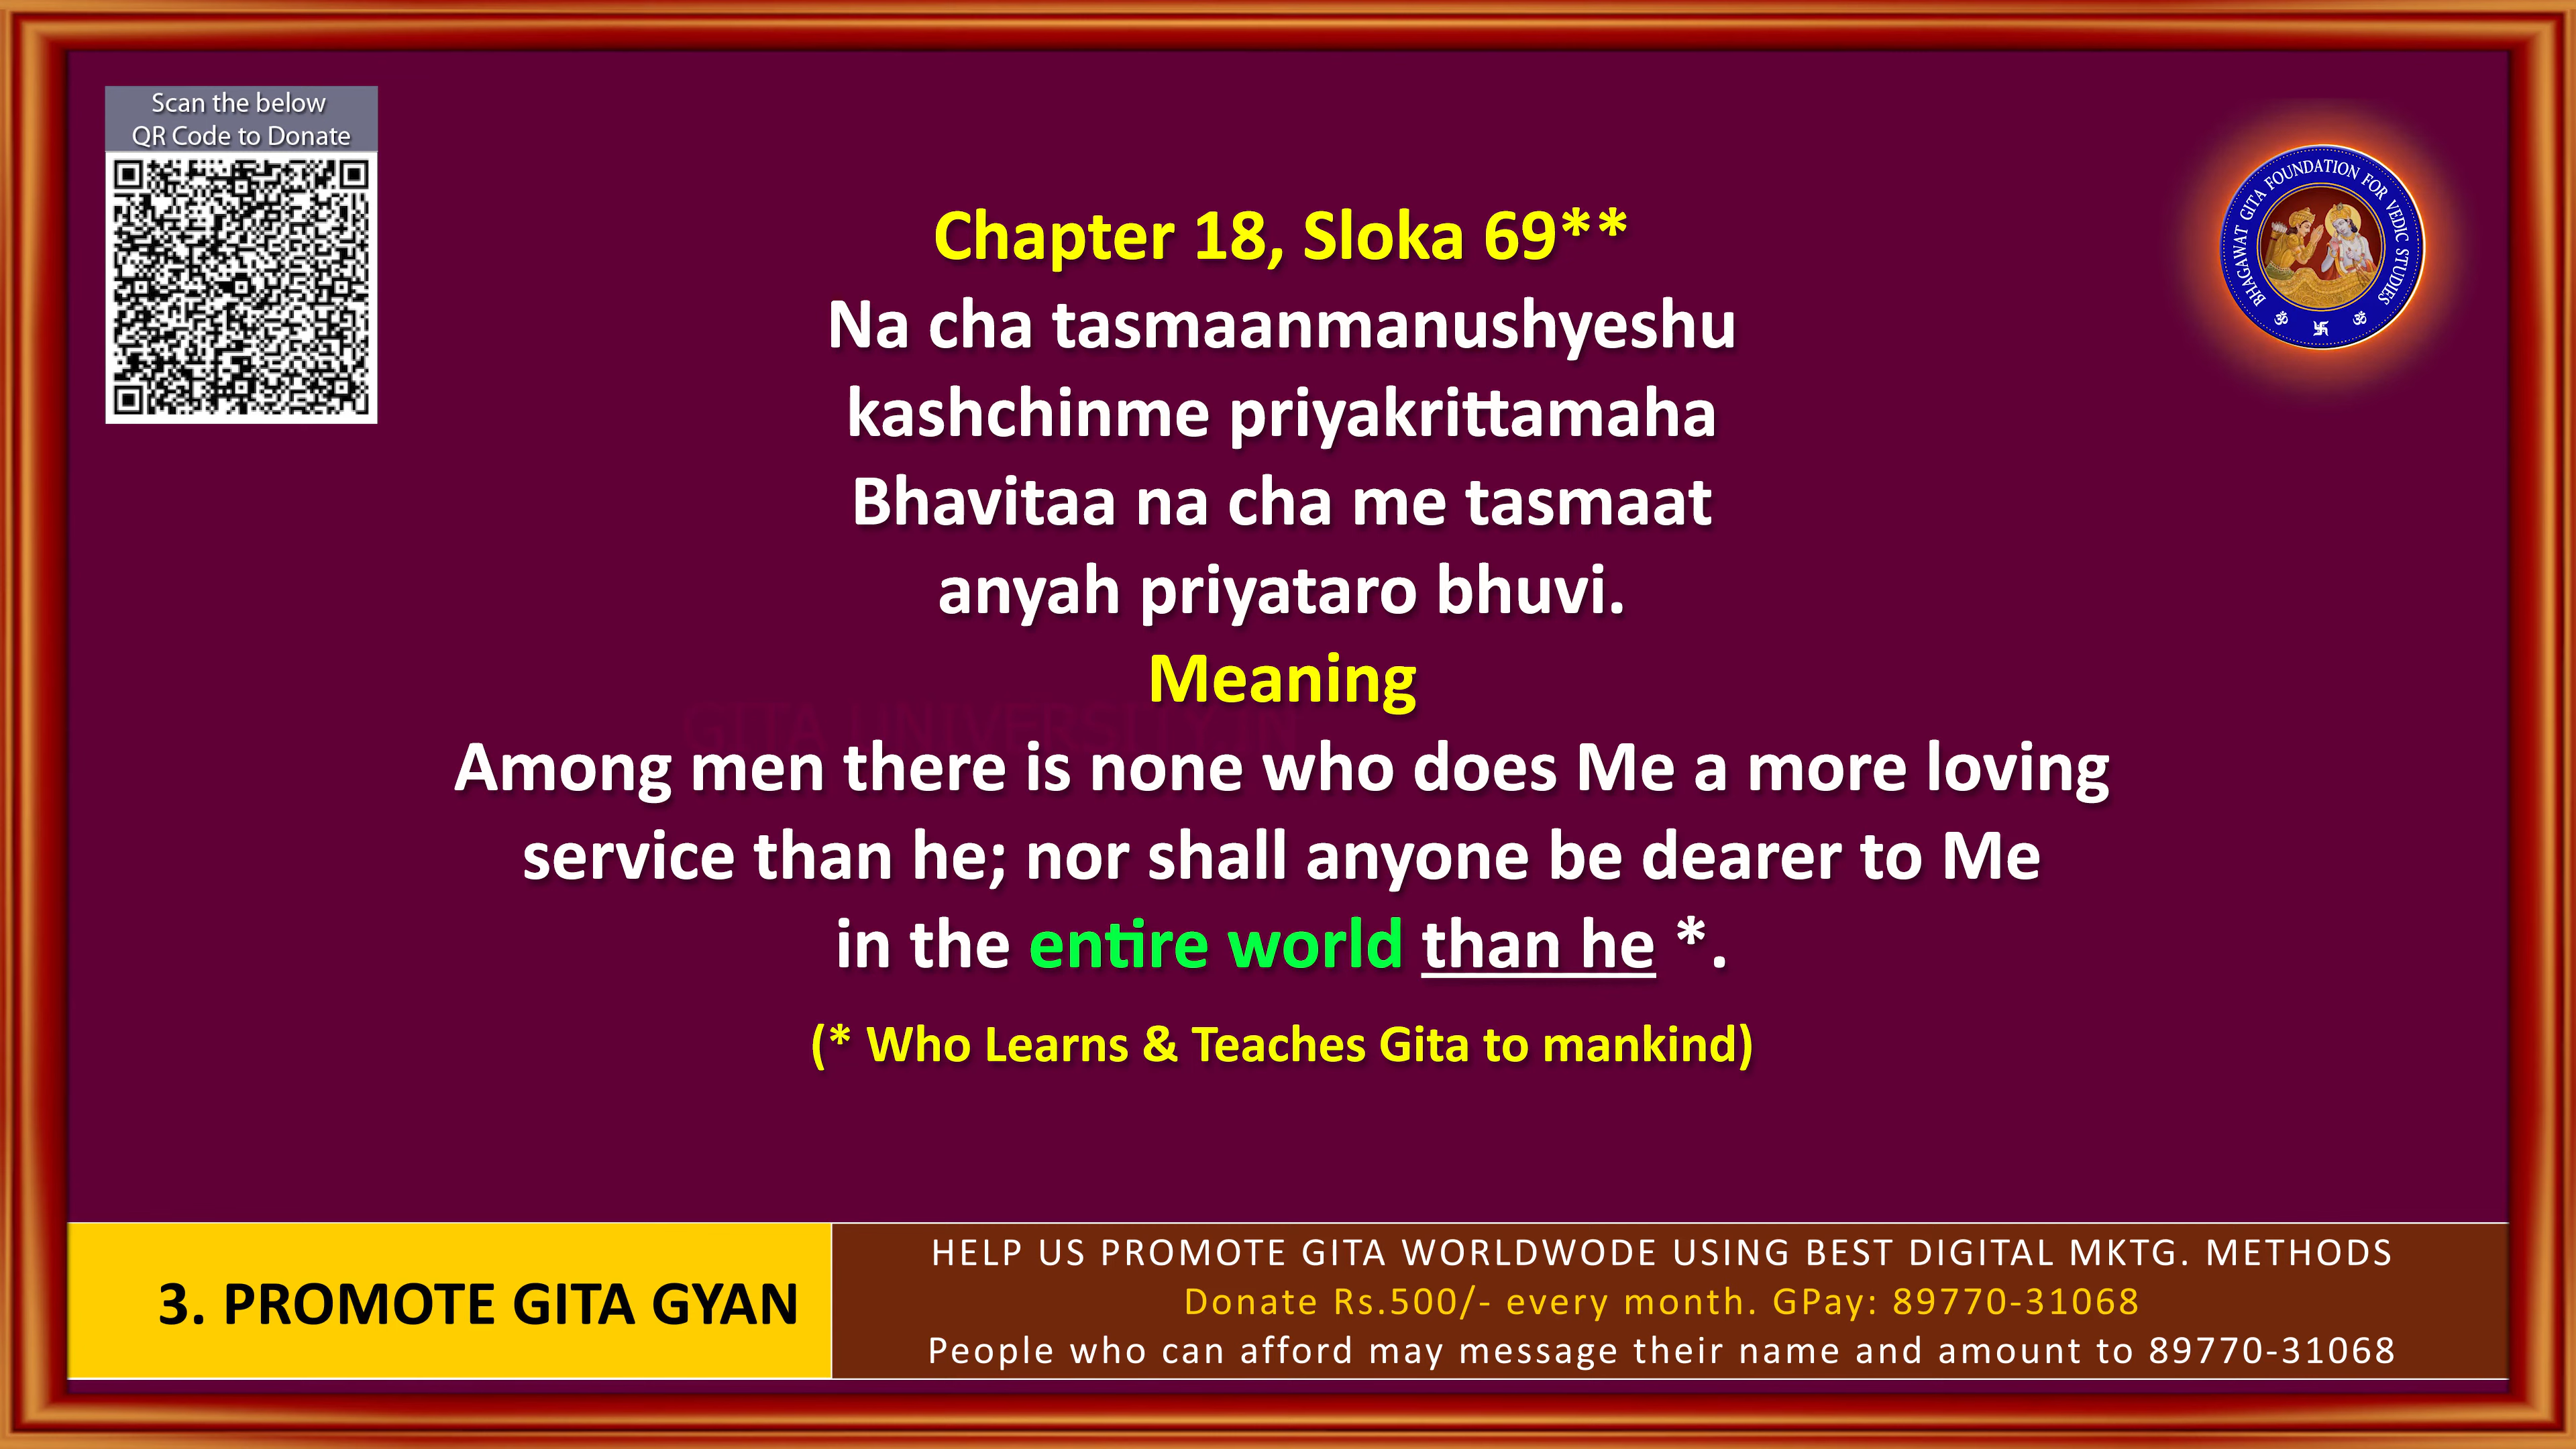 Scan the below
QR Code to Donate
BHAGAWAT GITA FOUNDATION FOR VEDIC STUDIES
ॐ 卐 ॐ
Chapter 18, Sloka 69**
Na cha tasmaanmanushyeshu
kashchinme priyakrittamaha
Bhavitaa na cha me tasmaat
anyah priyataro bhuvi.
Meaning
GITA UNIVERSITY.IN
Among men there is none who does Me a more loving
service than he; nor shall anyone be dearer to Me
in the entire world than he *.
(* Who Learns & Teaches Gita to mankind)
3. PROMOTE GITA GYAN
HELP US PROMOTE GITA WORLDWODE USING BEST DIGITAL MKTG. METHODS
Donate Rs.500/- every month. GPay: 89770-31068
People who can afford may message their name and amount to 89770-31068